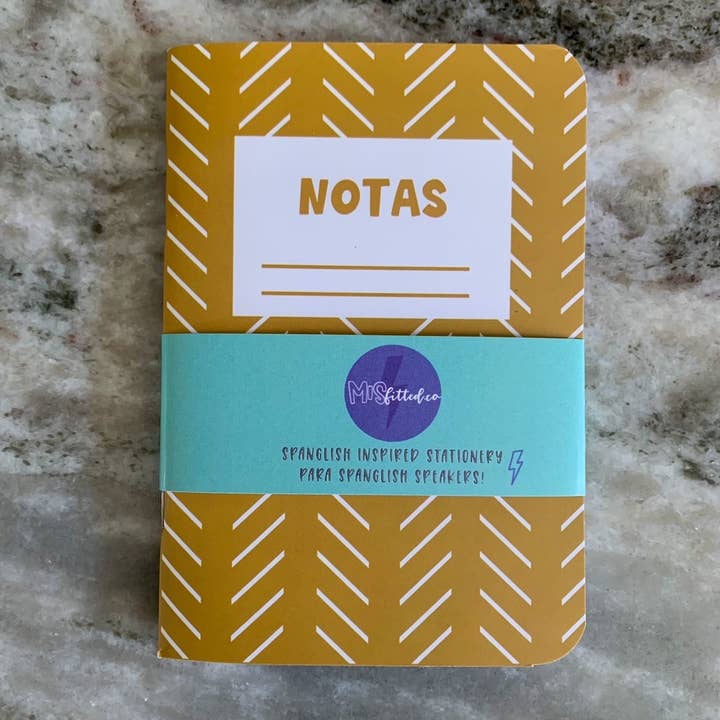 NOTAS
MISfitted.co
SPANGLISH INSPIRED STATIONERY
PARA SPANGLISH SPEAKERS!